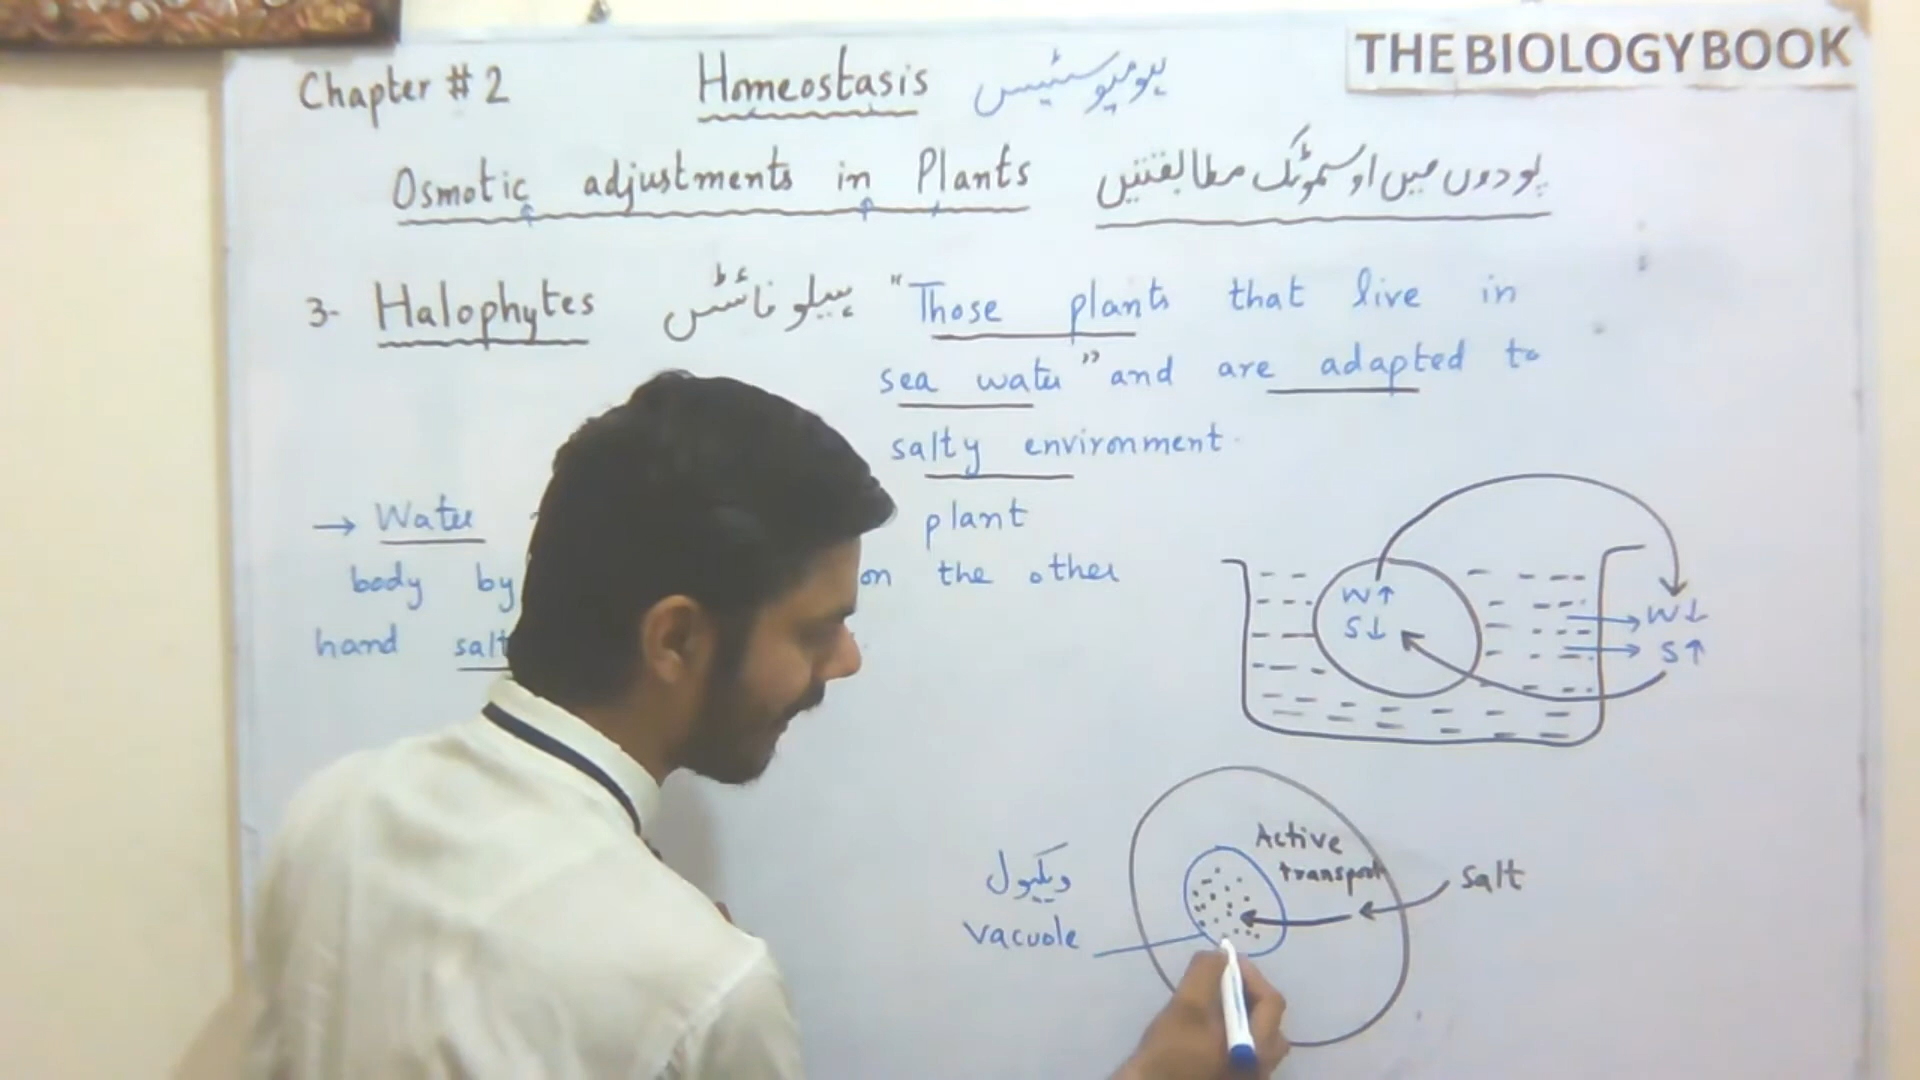 THE BIOLOGY BOOK
Chapter # 2 Homeostasis ہومیوسٹیسس
Osmotic adjustments in Plants پودوں میں اوسموٹک مطابقتیں
3- Halophytes ہیلوفائٹس "Those plants that live in
sea water" and are adapted to
salty environment.
→ Water plant
body by on the other
hand salt
W↑
S↓
W↓
S↑
Active
transport
Salt
ویکیول
Vacuole